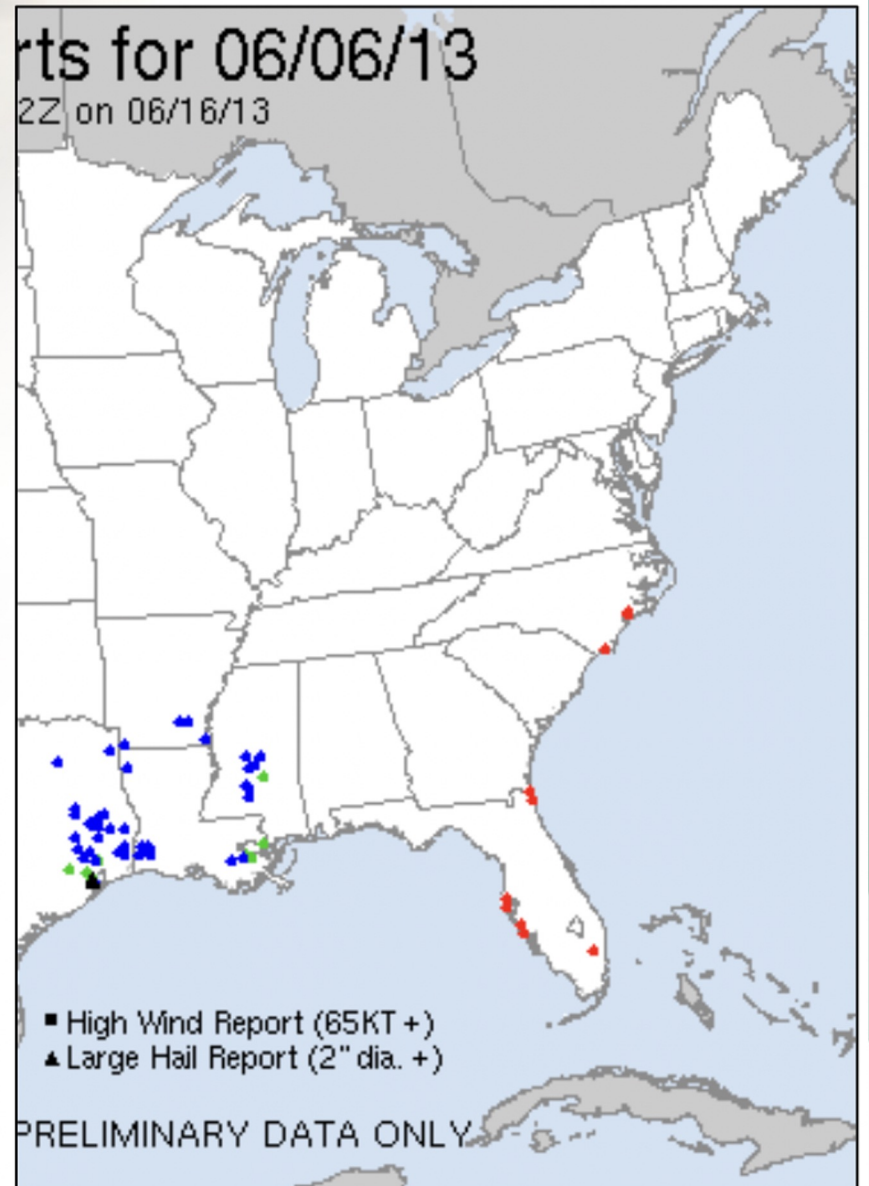 rts for 06/06/13
2Z on 06/16/13
High Wind Report (65KT +)
Large Hail Report (2" dia. +)
PRELIMINARY DATA ONLY